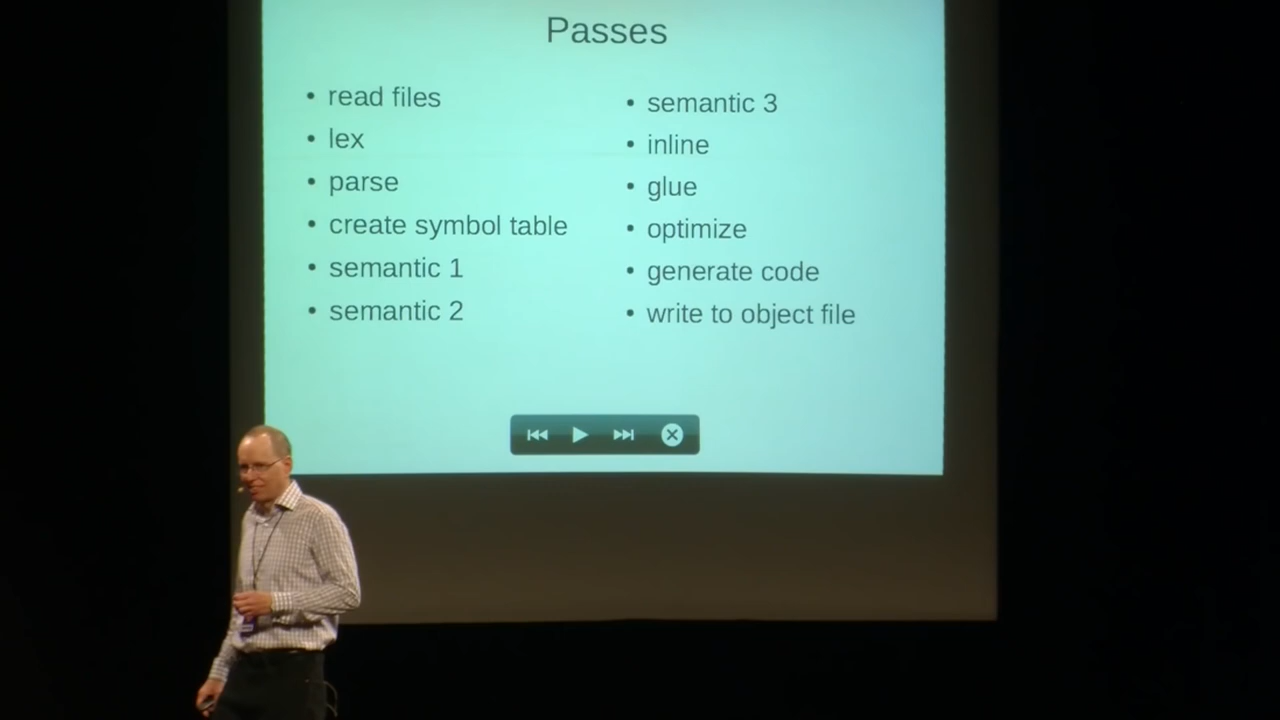 Passes
• read files
• lex
• parse
• create symbol table
• semantic 1
• semantic 2
• semantic 3
• inline
• glue
• optimize
• generate code
• write to object file